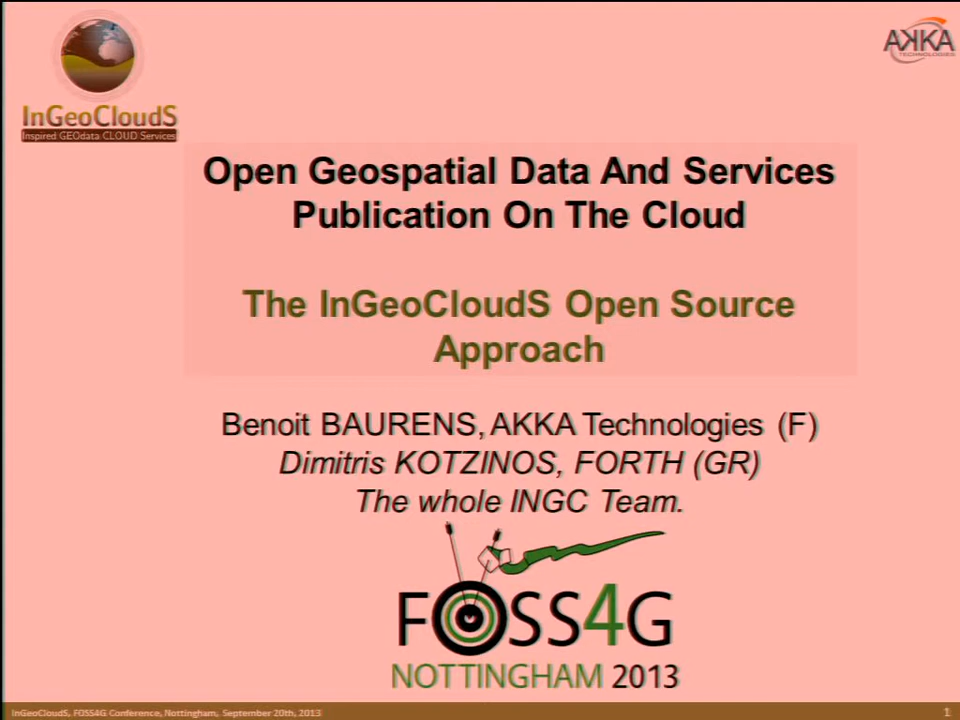 InGeoCloudS
Inspired GEOdata CLOUD Services
AKKA
TECHNOLOGIES
Open Geospatial Data And Services
Publication On The Cloud
The InGeoCloudS Open Source
Approach
Benoit BAURENS, AKKA Technologies (F)
Dimitris KOTZINOS, FORTH (GR)
The whole INGC Team.
FOSS4G
NOTTINGHAM 2013
InGeoCloudS, FOSS4G Conference, Nottingham, September 20th, 2013
1